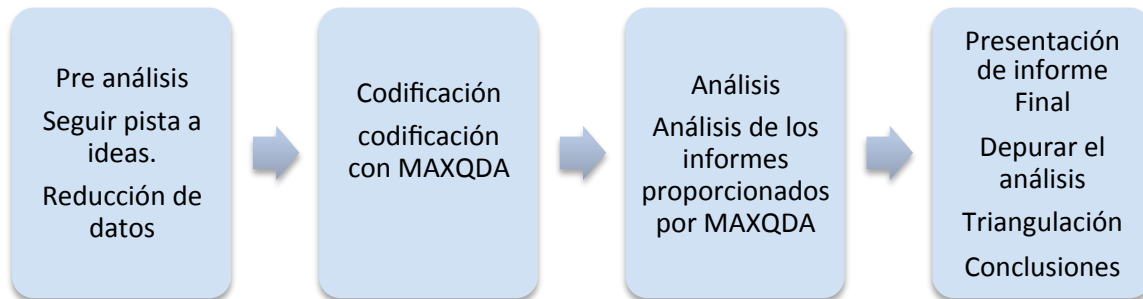 Pre análisis
Seguir pista a
ideas.
Reducción de
datos
Codificación
codificación
con MAXQDA
Análisis
Análisis de los
informes
proporcionados
por MAXQDA
Presentación
de informe
Final
Depurar el
análisis
Triangulación
Conclusiones